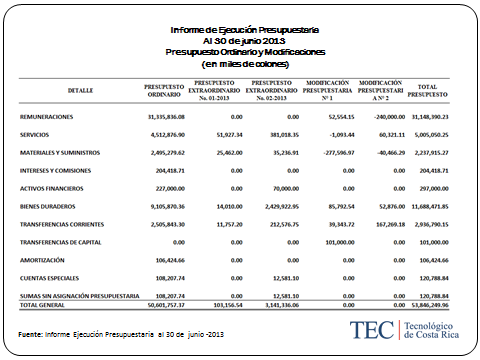 Informe de Ejecución Presupuestaria
Al 30 de junio 2013
Presupuesto Ordinario y Modificaciones
(en miles de colones)
DETALLE PRESUPUESTO ORDINARIO PRESUPUESTO EXTRAORDINARIO No. 01-2013 PRESUPUESTO EXTRAORDINARIO No. 02-2013 MODIFICACIÓN PRESUPUESTARIA N° 1 MODIFICACIÓN PRESUPUESTARI A N° 2 TOTAL PRESUPUESTO
REMUNERACIONES 31,335,836.08 0.00 0.00 52,554.15 -240,000.00 31,148,390.23
SERVICIOS 4,512,876.90 51,927.34 381,018.35 -1,093.44 60,321.11 5,005,050.25
MATERIALES Y SUMINISTROS 2,495,279.62 25,462.00 35,236.91 -277,596.97 -40,466.29 2,237,915.27
INTERESES Y COMISIONES 204,418.71 0.00 0.00 0.00 0.00 204,418.71
ACTIVOS FINANCIEROS 227,000.00 0.00 70,000.00 0.00 0.00 297,000.00
BIENES DURADEROS 9,105,870.36 14,010.00 2,429,922.95 85,792.54 52,876.00 11,688,471.85
TRANSFERENCIAS CORRIENTES 2,505,843.30 11,757.20 212,576.75 39,343.72 167,269.18 2,936,790.15
TRANSFERENCIAS DE CAPITAL 0.00 0.00 0.00 101,000.00 0.00 101,000.00
AMORTIZACIÓN 106,424.66 0.00 0.00 0.00 0.00 106,424.66
CUENTAS ESPECIALES 108,207.74 0.00 12,581.10 0.00 0.00 120,788.84
SUMAS SIN ASIGNACIÓN PRESUPUESTARIA 108,207.74 0.00 12,581.10 0.00 0.00 120,788.84
TOTAL GENERAL 50,601,757.37 103,156.54 3,141,336.06 0.00 0.00 53,846,249.96
Fuente: Informe Ejecución Presupuestaria al 30 de junio -2013
TEC Tecnológico de Costa Rica